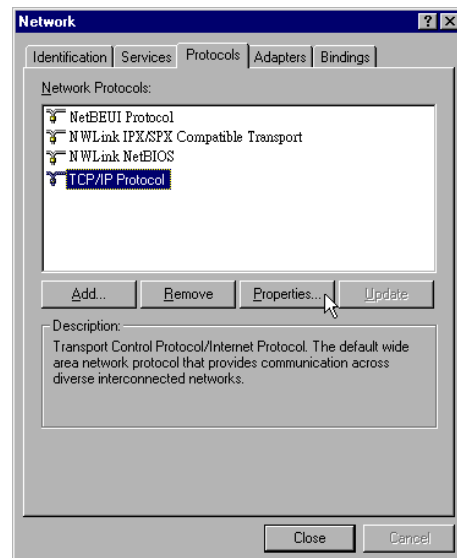 Network
Identification Services Protocols Adapters Bindings
Network Protocols:
NetBEUI Protocol
NWLink IPX/SPX Compatible Transport
NWLink NetBIOS
TCP/IP Protocol
Add... Remove Properties... Update
Description:
Transport Control Protocol/Internet Protocol. The default wide
area network protocol that provides communication across
diverse interconnected networks.
Close Cancel